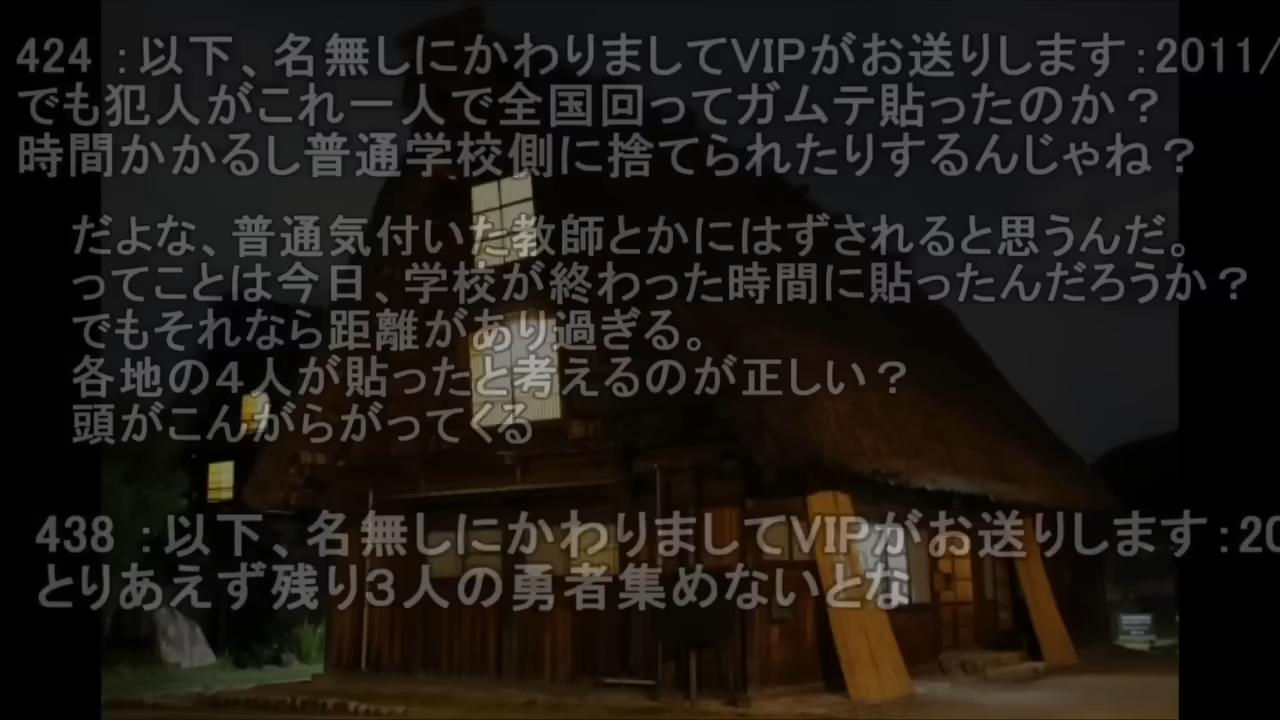 424 ：以下、名無しにかわりましてVIPがお送りします：2011/
でも犯人がこれ一人で全国回ってガムテ貼ったのか？
時間かかるし普通学校側に捨てられたりするんじゃね？
だよな、普通気付いた教師とかにはずされると思うんだ。
ってことは今日、学校が終わった時間に貼ったんだろうか？
でもそれなら距離があり過ぎる。
各地の４人が貼ったと考えるのが正しい？
頭がこんがらがってくる
438 ：以下、名無しにかわりましてVIPがお送りします：20
とりあえず残り３人の勇者集めないとな